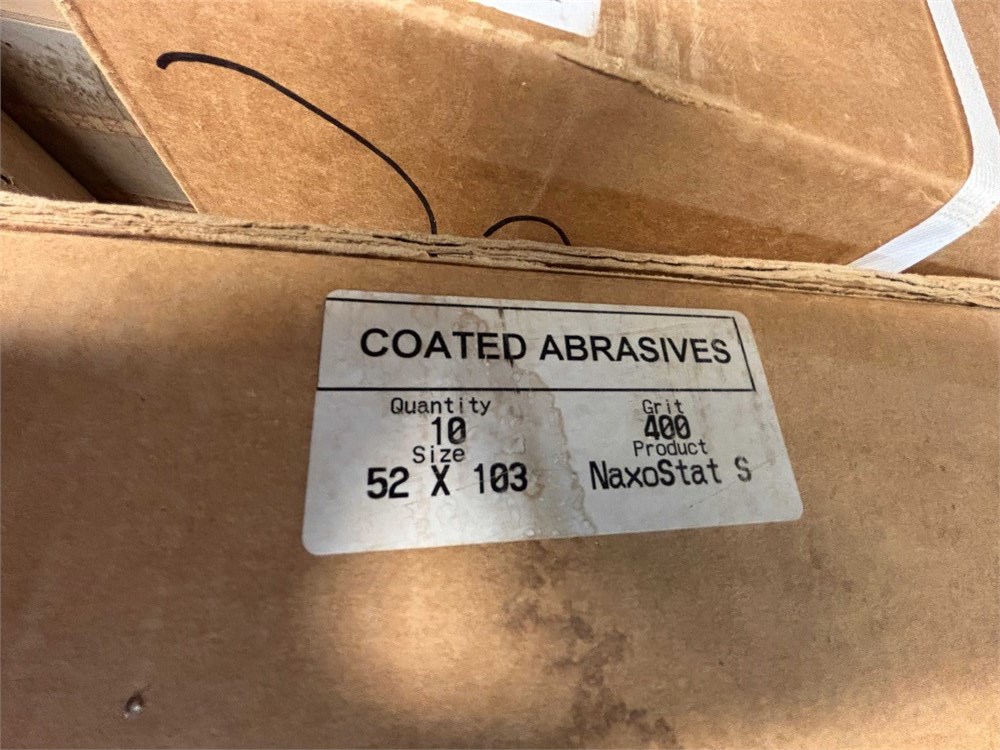 COATED ABRASIVES
Quantity
10
Size
52 X 103
Grit
400
Product
NaxoStat S